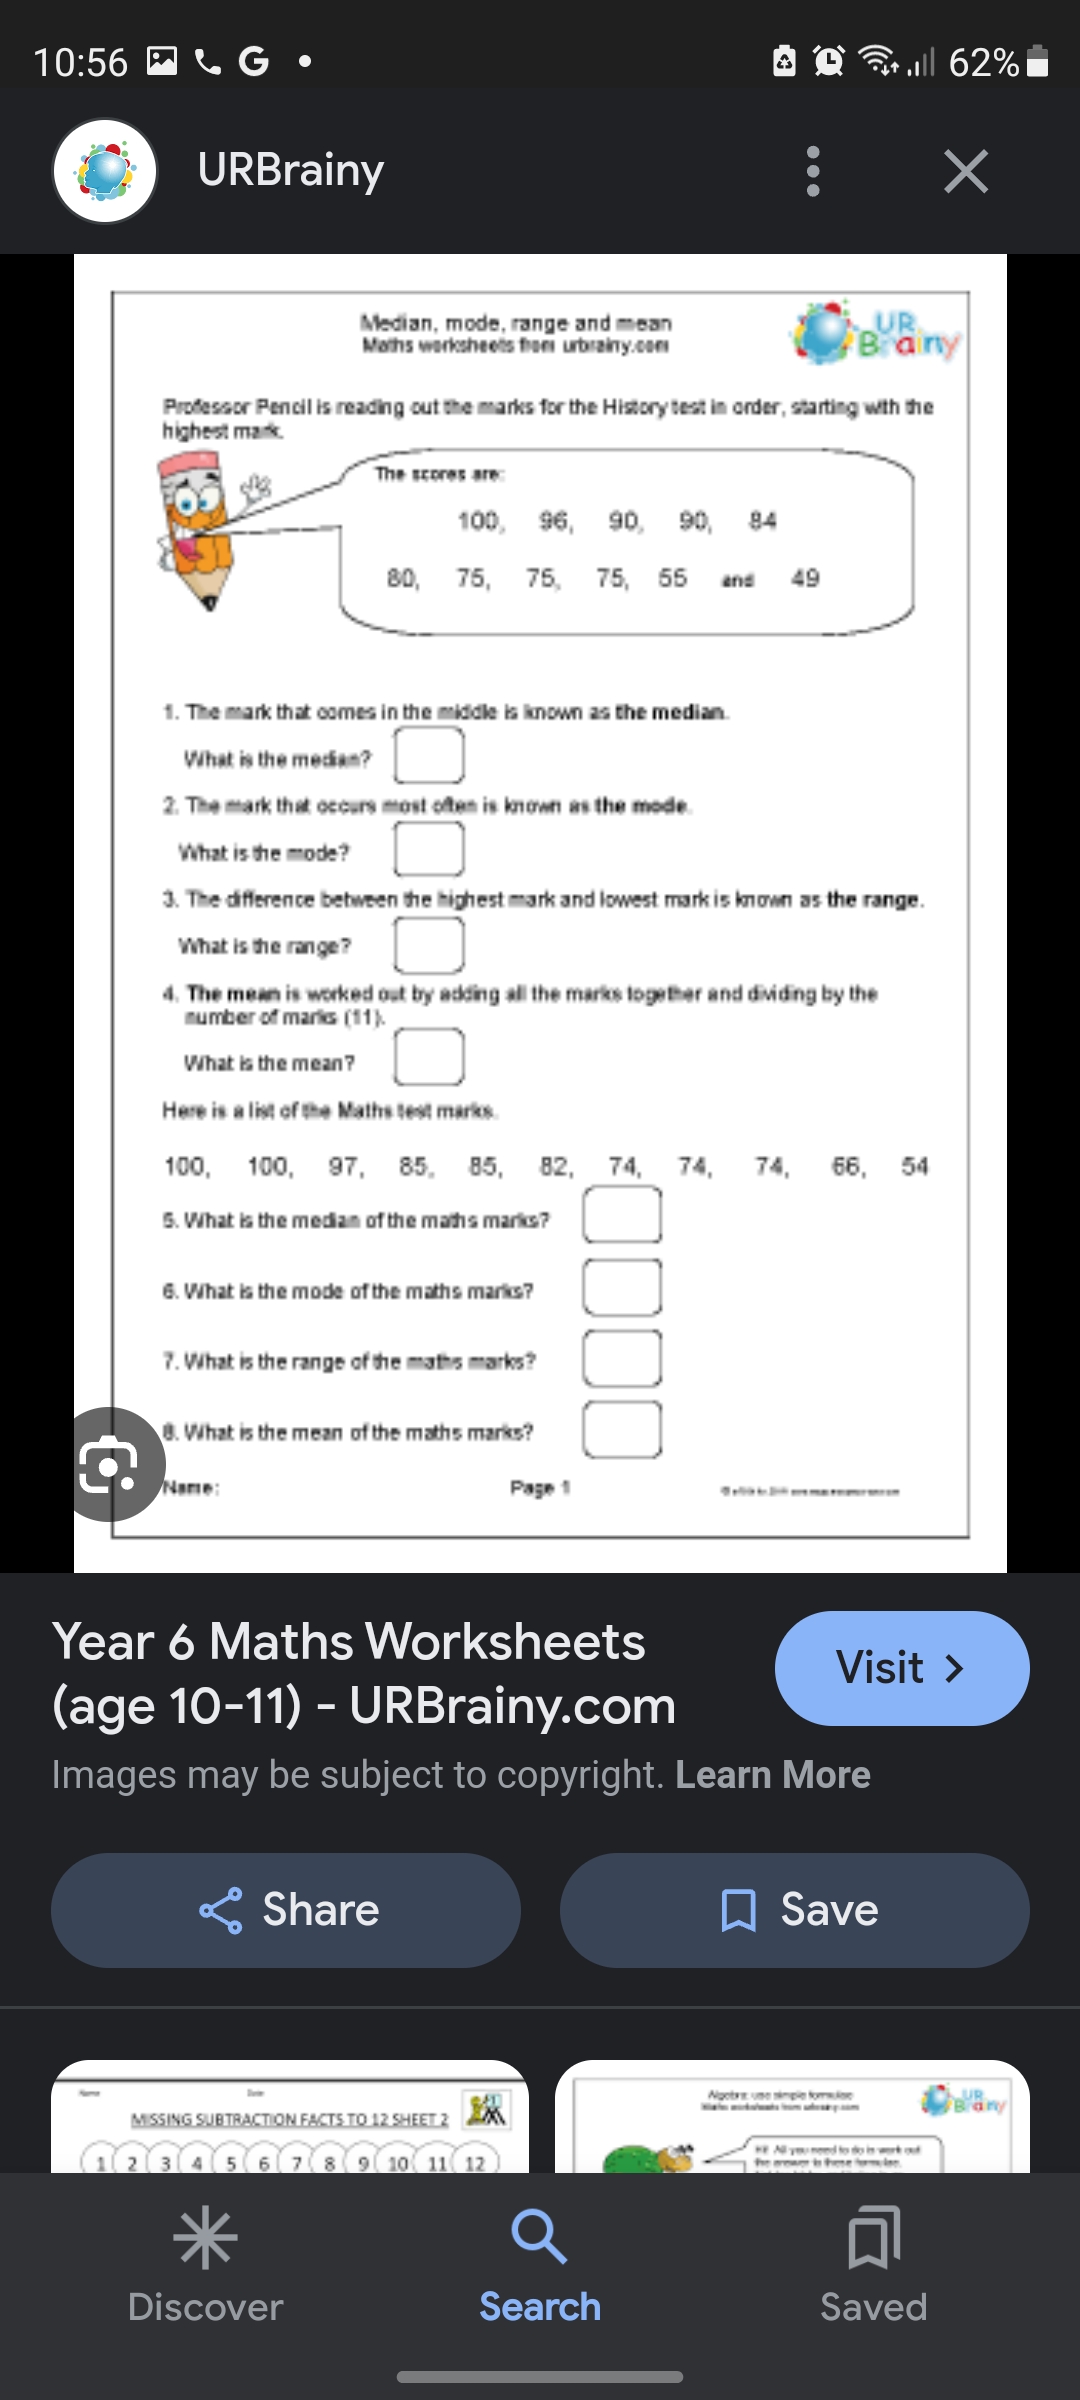 10:56
62%
URBrainy
Median, mode, range and mean
Maths worksheets from urbrainy.com
UR
Brainy
Professor Pencil is reading out the marks for the History test in order, starting with the
highest mark.
The scores are:
100, 96, 90, 90, 84
80, 75, 75, 75, 55 and 49
1. The mark that comes in the middle is known as the median.
What is the median?
2. The mark that occurs most often is known as the mode.
What is the mode?
3. The difference between the highest mark and lowest mark is known as the range.
What is the range?
4. The mean is worked out by adding all the marks together and dividing by the
number of marks (11).
What is the mean?
Here is a list of the Maths test marks.
100, 100, 97, 85, 85, 82, 74, 74, 74, 66, 54
5. What is the median of the maths marks?
6. What is the mode of the maths marks?
7. What is the range of the maths marks?
8. What is the mean of the maths marks?
Name: Page 1
Year 6 Maths Worksheets
(age 10-11) - URBrainy.com
Visit
Images may be subject to copyright. Learn More
Share Save
Name Date
MISSING SUBTRACTION FACTS TO 12 SHEET 2
1 2 3 4 5 6 7 8 9 10 11 12
Algebra: use simple formulae
Maths worksheets from urbrainy.com
UR
Brainy
Hi! All you need to do is work out
the answer to these formulae.
Discover Search Saved